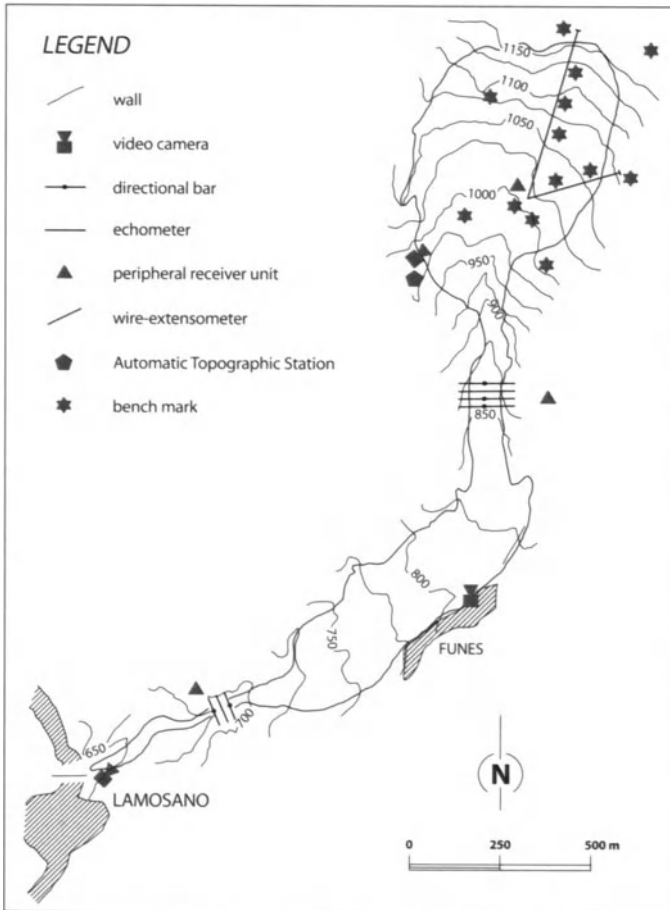 LEGEND
wall
video camera
directional bar
echometer
peripheral receiver unit
wire-extensometer
Automatic Topographic Station
bench mark
1150
1100
1050
1000
950
900
850
800
FUNES
750
700
650
LAMOSANO
N
0 250 500 m